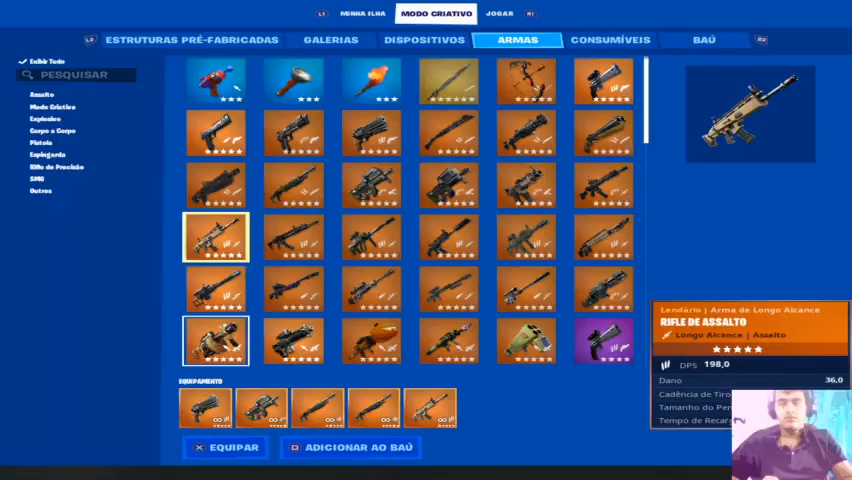 L1 MINHA ILHA MODO CRIATIVO JOGAR R1
L2 ESTRUTURAS PRÉ-FABRICADAS GALERIAS DISPOSITIVOS ARMAS CONSUMÍVEIS BAÚ R2
Exibir Tudo
PESQUISAR
Assalto
Modo Criativo
Explosivo
Corpo a Corpo
Pistola
Espingarda
Rifle de Precisão
SMG
Outros
Lendário | Arma de Longo Alcance
RIFLE DE ASSALTO
Longo Alcance | Assalto
DPS 198,0
Dano 36,0
Cadência de Tiro
Tamanho do Pen
Tempo de Recarg
EQUIPAMENTO
EQUIPAR ADICIONAR AO BAÚ